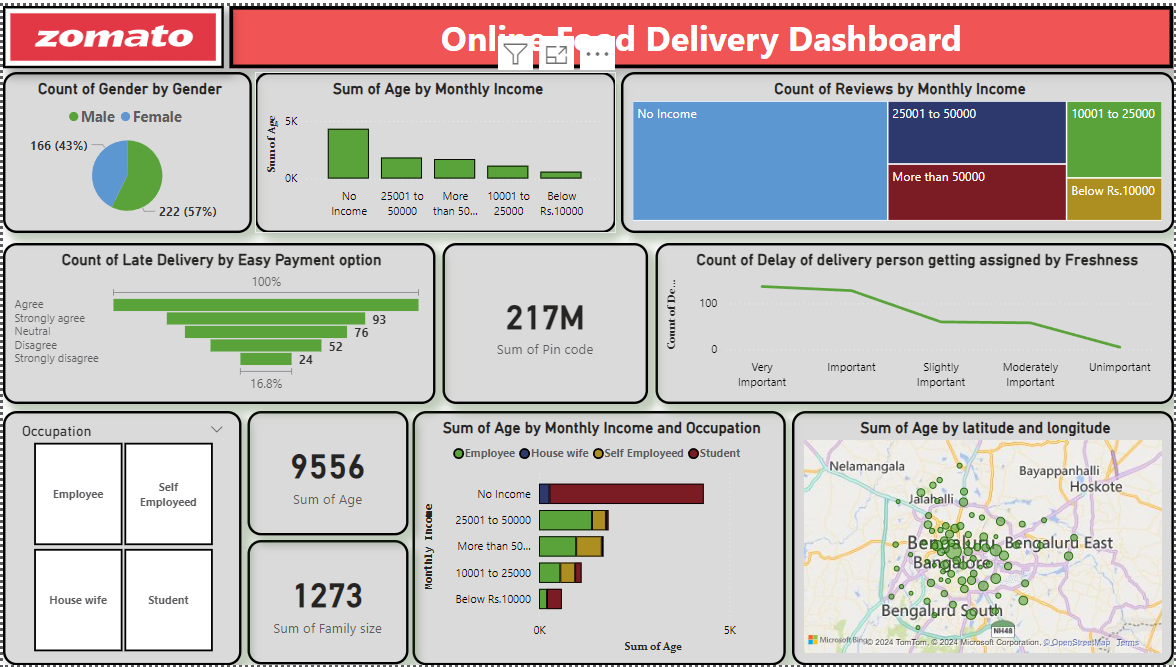 zomato
Online Food Delivery Dashboard
Count of Gender by Gender
Male Female
166 (43%)
222 (57%)
Sum of Age by Monthly Income
Sum of Age
5K
0K
No Income
25001 to 50000
More than 50...
10001 to 25000
Below Rs.10000
Count of Reviews by Monthly Income
No Income
25001 to 50000
10001 to 25000
More than 50000
Below Rs.10000
Count of Late Delivery by Easy Payment option
100%
Agree
Strongly agree 93
Neutral 76
Disagree 52
Strongly disagree 24
16.8%
217M
Sum of Pin code
Count of Delay of delivery person getting assigned by Freshness
Count of De...
100
0
Very Important
Important
Slightly Important
Moderately Important
Unimportant
Occupation
Employee
Self Employeed
House wife
Student
9556
Sum of Age
1273
Sum of Family size
Sum of Age by Monthly Income and Occupation
Employee House wife Self Employeed Student
Monthly Income
No Income
25001 to 50000
More than 50...
10001 to 25000
Below Rs.10000
0K 5K
Sum of Age
Sum of Age by latitude and longitude
Nelamangala
Bayappanhalli
Hoskote
Jalahalli
Bengaluru
Bengaluru East
Bangalore
Bengaluru South
NH48
Microsoft Bing
© 2024 TomTom, © 2024 Microsoft Corporation, © OpenStreetMap Terms